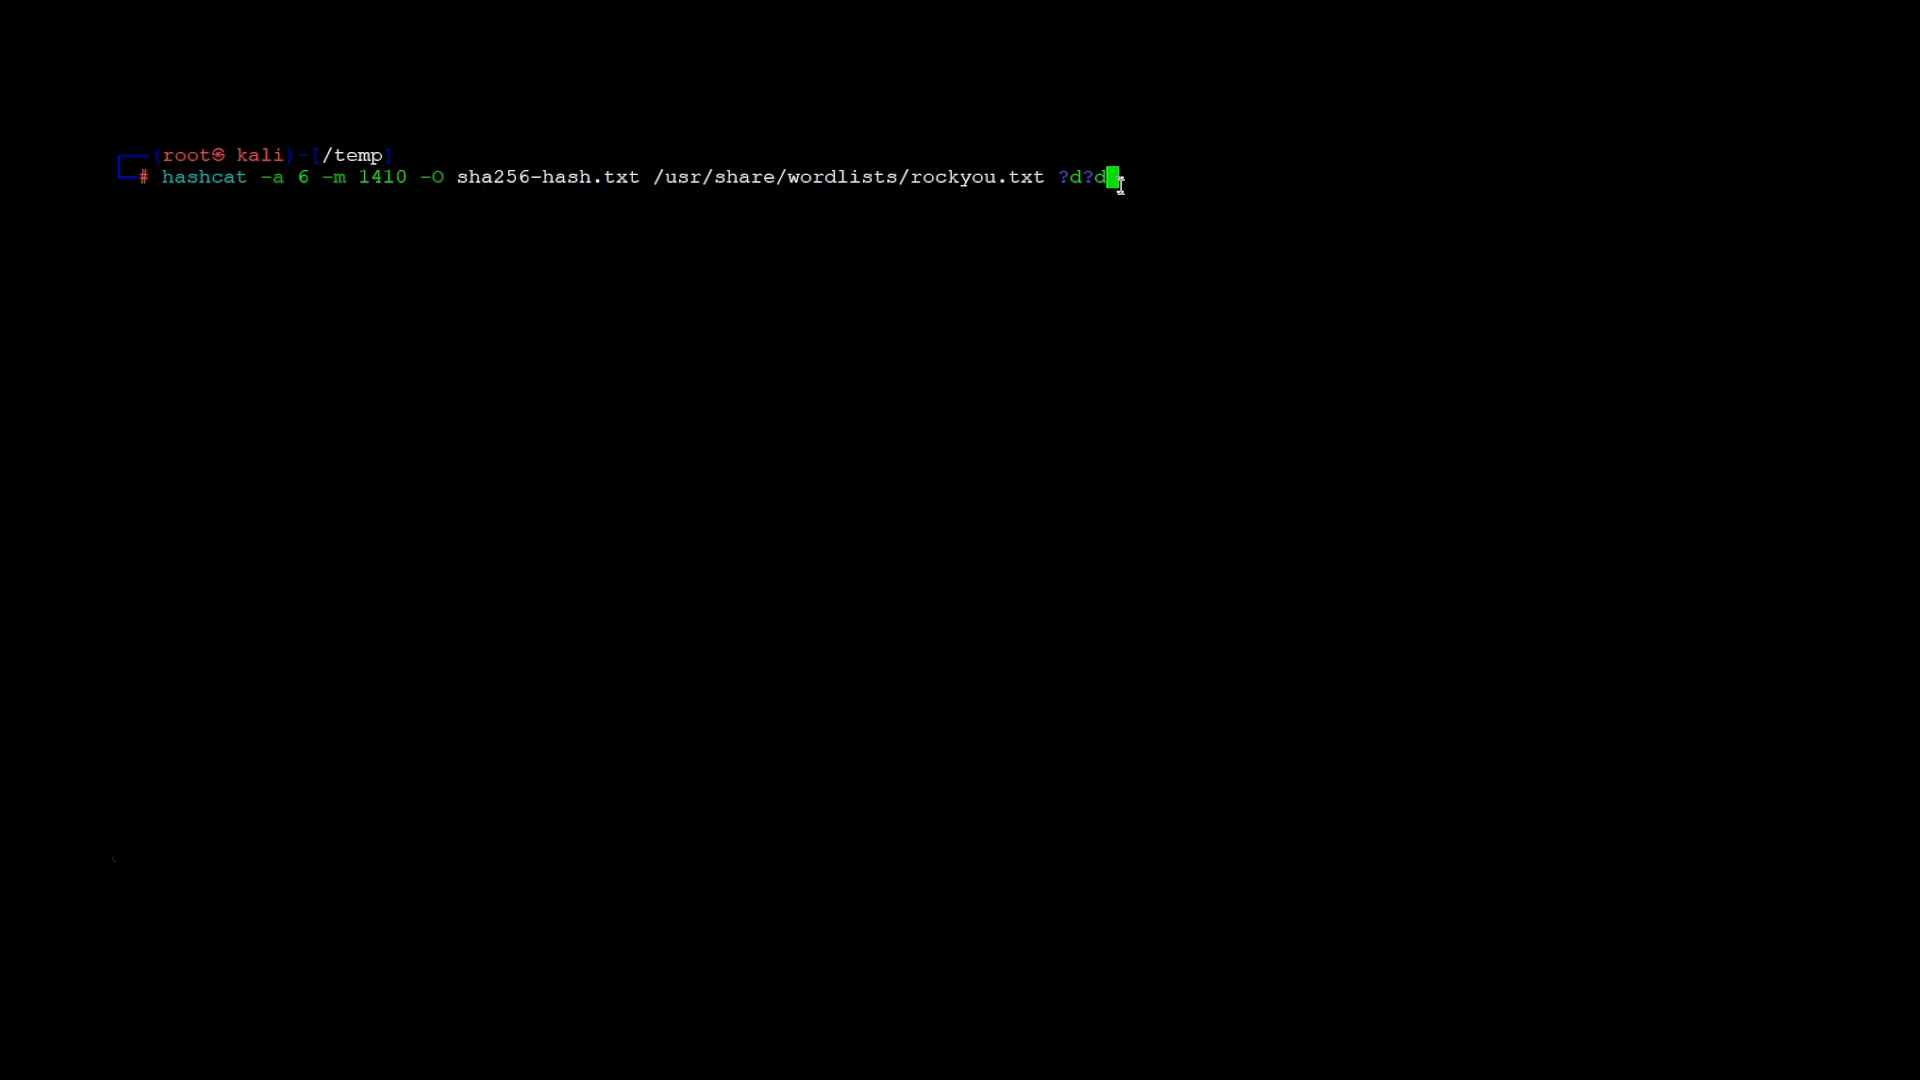 (root㉿ kali)-[/temp]
# hashcat -a 6 -m 1410 -O sha256-hash.txt /usr/share/wordlists/rockyou.txt ?d?d